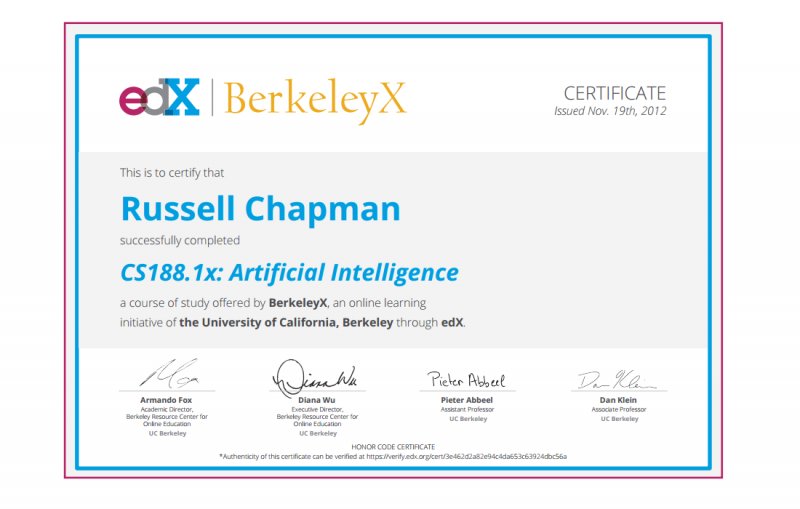 edX BerkeleyX
CERTIFICATE
Issued Nov. 19th, 2012
This is to certify that
Russell Chapman
successfully completed
CS188.1x: Artificial Intelligence
a course of study offered by BerkeleyX, an online learning
initiative of the University of California, Berkeley through edX.
Diana Wu
Pieter Abbeel
Dan Klein
Armando Fox
Academic Director,
Berkeley Resource Center for
Online Education
UC Berkeley
Diana Wu
Executive Director,
Berkeley Resource Center for
Online Education
UC Berkeley
Pieter Abbeel
Assistant Professor
UC Berkeley
Dan Klein
Associate Professor
UC Berkeley
HONOR CODE CERTIFICATE
*Authenticity of this certificate can be verified at https://verify.edx.org/cert/3e462d2a82e94c4da653c63924dbc56a